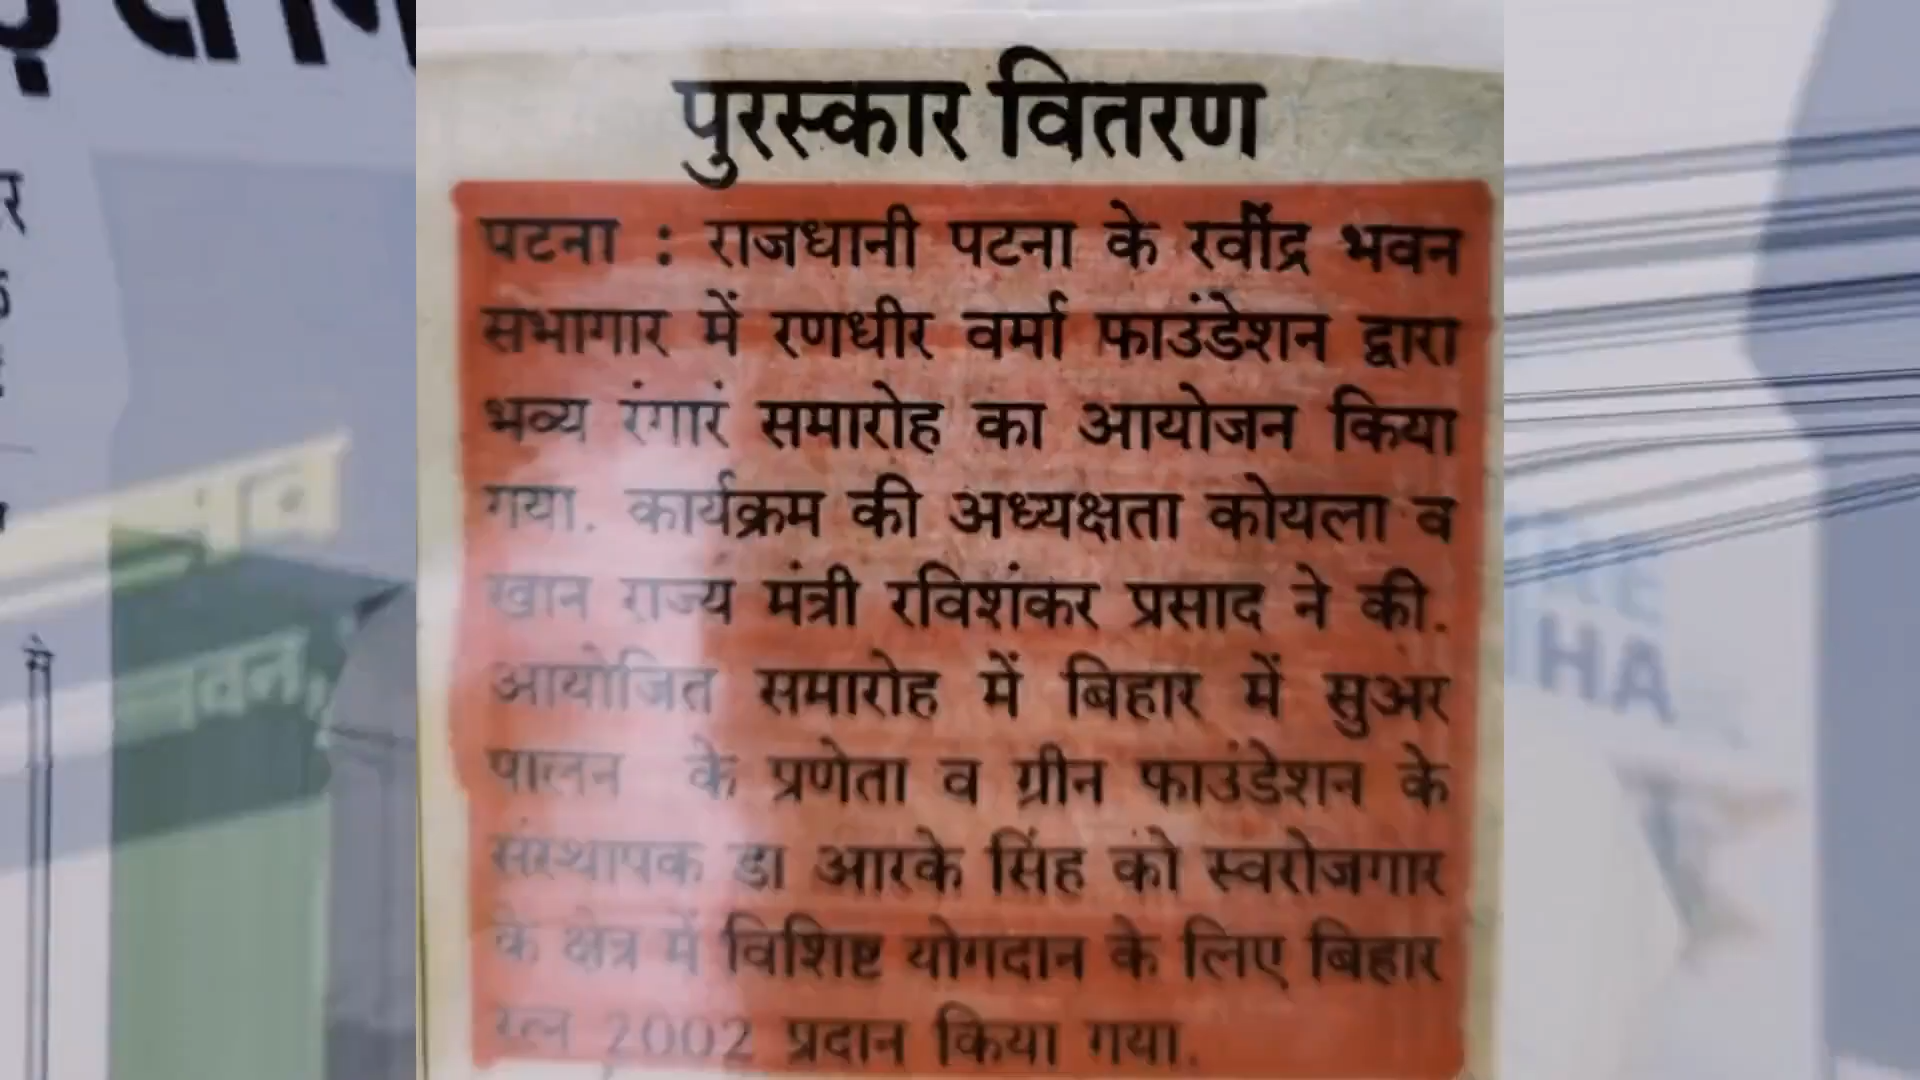 पुरस्कार वितरण
पटना : राजधानी पटना के रवींद्र भवन
सभागार में रणधीर वर्मा फाउंडेशन द्वारा
भव्य रंगारं समारोह का आयोजन किया
गया. कार्यक्रम की अध्यक्षता कोयला व
खान राज्य मंत्री रविशंकर प्रसाद ने की.
आयोजित समारोह में बिहार में सुअर
पालन के प्रणेता व ग्रीन फाउंडेशन के
संस्थापक डा आरके सिंह को स्वरोजगार
के क्षेत्र में विशिष्ट योगदान के लिए बिहार
रत्न 2002 प्रदान किया गया.
HA